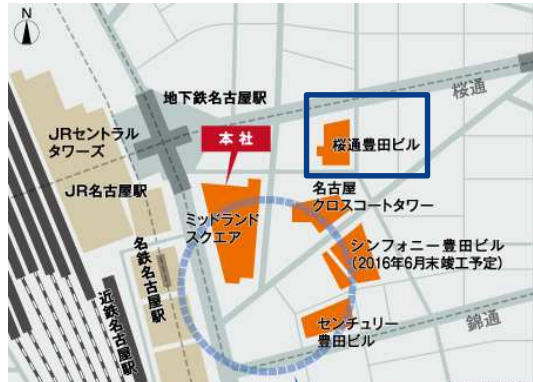 N
地下鉄名古屋駅
桜通
JRセントラル
タワーズ
本社
桜通豊田ビル
JR名古屋駅
名古屋
クロスコートタワー
ミッドランド
スクエア
シンフォニー豊田ビル
(2016年6月末竣工予定)
名鉄名古屋駅
近鉄名古屋駅
センチュリー
豊田ビル
錦通